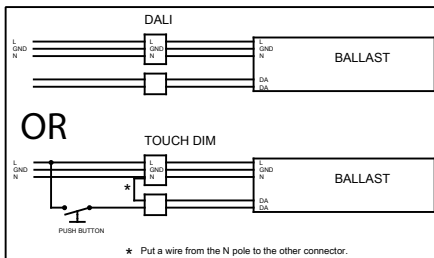 DALI
L
GND
N
L
GND
N
L
GND
N
BALLAST
DA
DA
OR
TOUCH DIM
L
GND
N
L
GND
N
L
GND
N
BALLAST
*
DA
DA
PUSH BUTTON
* Put a wire from the N pole to the other connector.